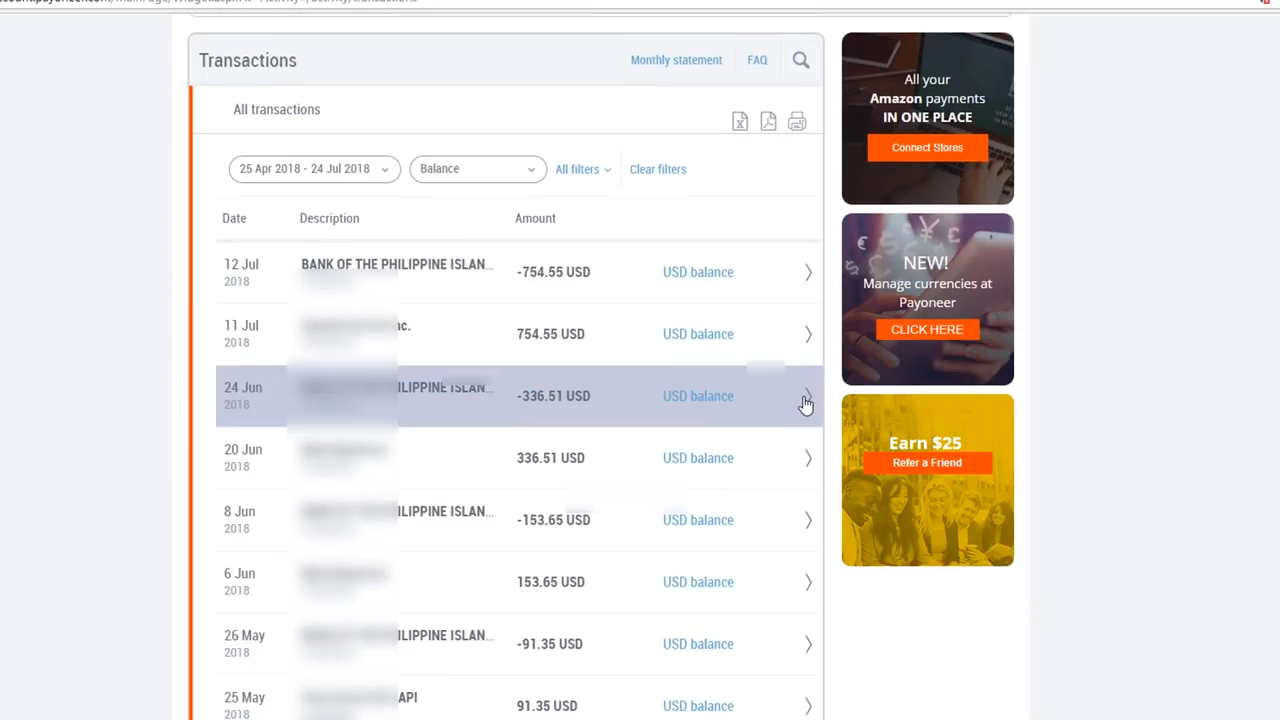 Transactions
Monthly statement
FAQ
All transactions
25 Apr 2018 - 24 Jul 2018
Balance
All filters
Clear filters
Date
Description
Amount
12 Jul
2018
BANK OF THE PHILIPPINE ISLAN...
-754.55 USD
USD balance
11 Jul
2018
nc.
754.55 USD
USD balance
24 Jun
2018
ILIPPINE ISLAN...
-336.51 USD
USD balance
20 Jun
2018
336.51 USD
USD balance
8 Jun
2018
ILIPPINE ISLAN...
-153.65 USD
USD balance
6 Jun
2018
153.65 USD
USD balance
26 May
2018
ILIPPINE ISLAN...
-91.35 USD
USD balance
25 May
2018
API
91.35 USD
USD balance
All your
Amazon payments
IN ONE PLACE
Connect Stores
NEW!
Manage currencies at
Payoneer
CLICK HERE
Earn $25
Refer a Friend